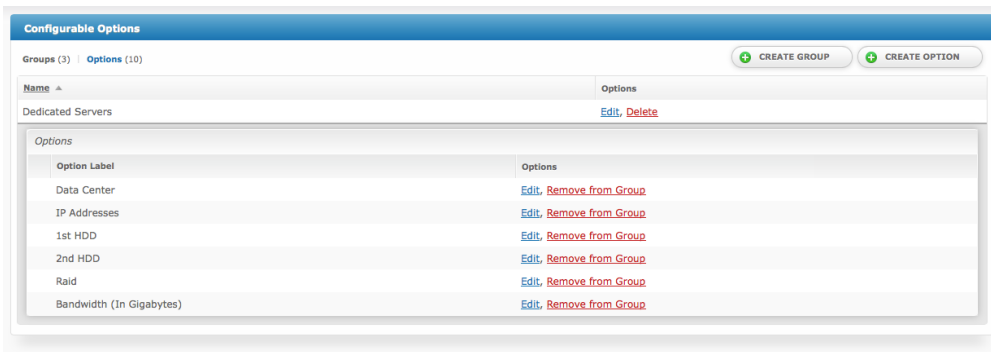 Configurable Options
Groups (3) | Options (10) CREATE GROUP CREATE OPTION
Name Options
Dedicated Servers Edit, Delete
Options
Option Label Options
Data Center Edit, Remove from Group
IP Addresses Edit, Remove from Group
1st HDD Edit, Remove from Group
2nd HDD Edit, Remove from Group
Raid Edit, Remove from Group
Bandwidth (In Gigabytes) Edit, Remove from Group